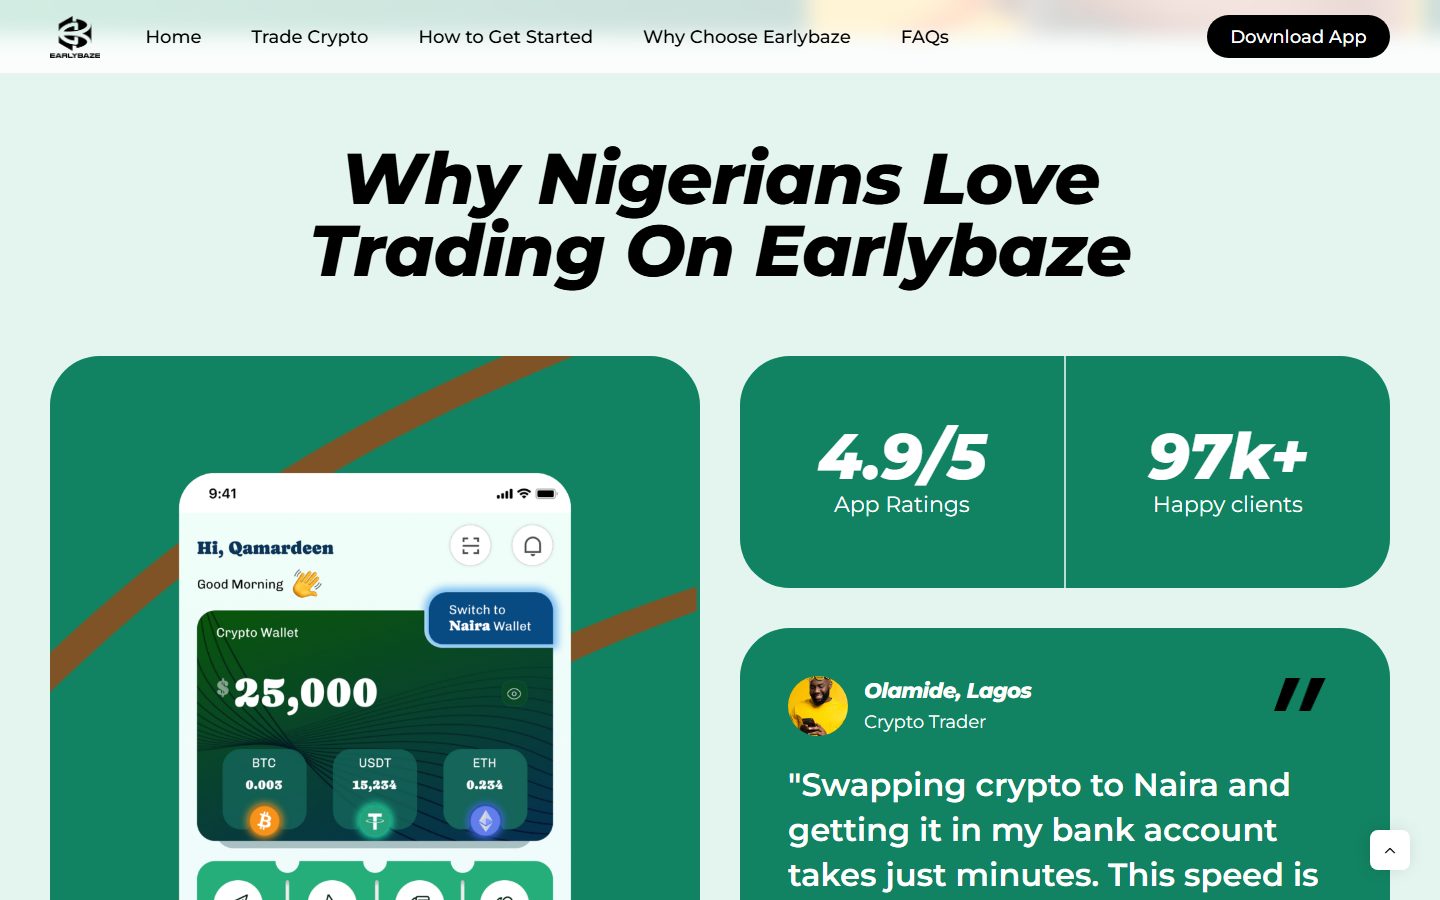 EARLYBAZE
Home
Trade Crypto
How to Get Started
Why Choose Earlybaze
FAQs
Download App
Why Nigerians Love
Trading On Earlybaze
9:41
Hi, Qamardeen
Good Morning
Switch to
Naira Wallet
Crypto Wallet
$25,000
BTC
0.003
USDT
15,234
ETH
0.234
4.9/5
App Ratings
97k+
Happy clients
Olamide, Lagos
Crypto Trader
"Swapping crypto to Naira and
getting it in my bank account
takes just minutes. This speed is